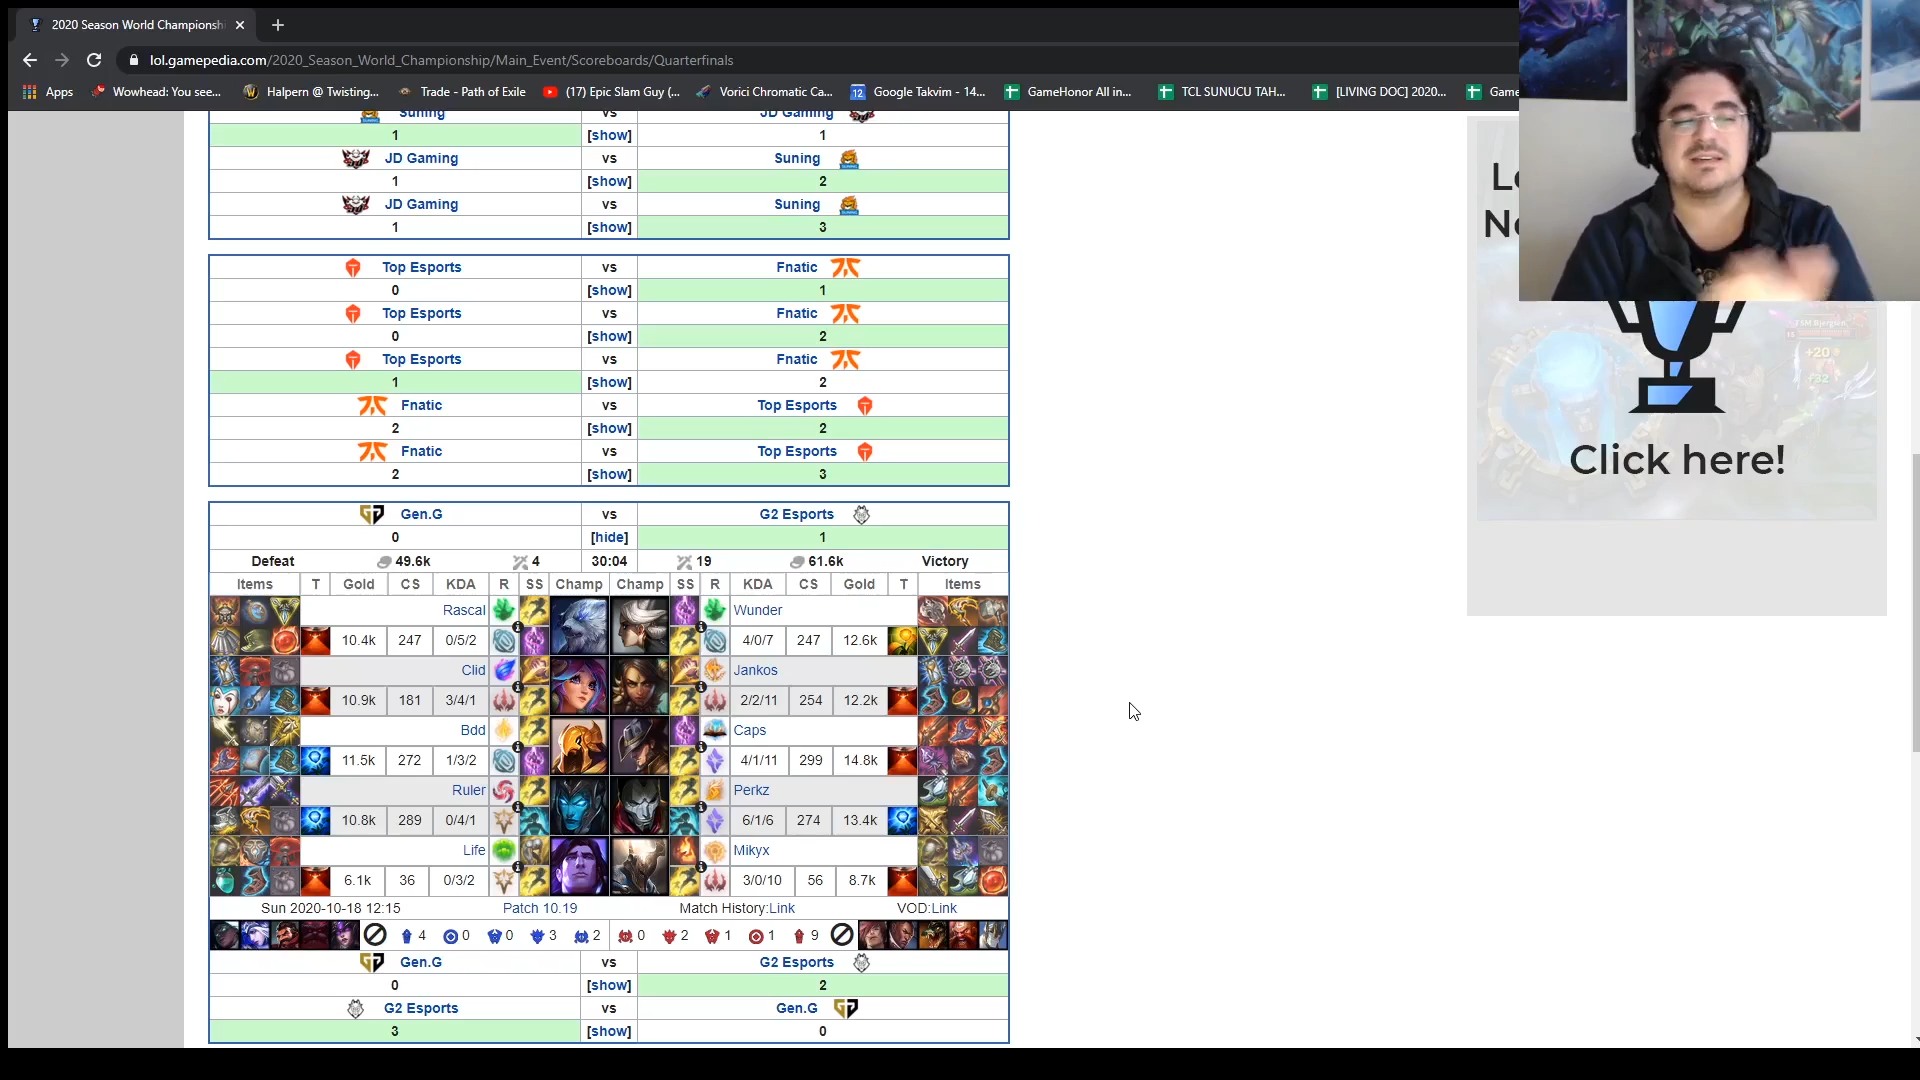 2020 Season World Championshi
lol.gamepedia.com/2020_Season_World_Championship/Main_Event/Scoreboards/Quarterfinals
Apps Wowhead: You see... Halpern @ Twisting... Trade - Path of Exile (17) Epic Slam Guy (... Vorici Chromatic Ca... 12 Google Takvim - 14... GameHonor All in... TCL SUNUCU TAH... [LIVING DOC] 2020... Game
Suning vs JD Gaming
1 [show] 1
JD Gaming vs Suning
1 [show] 2
JD Gaming vs Suning
1 [show] 3
Top Esports vs Fnatic
0 [show] 1
Top Esports vs Fnatic
0 [show] 2
Top Esports vs Fnatic
1 [show] 2
Fnatic vs Top Esports
2 [show] 2
Fnatic vs Top Esports
2 [show] 3
Gen.G vs G2 Esports
0 [hide] 1
Defeat 49.6k 4 30:04 19 61.6k Victory
Items T Gold CS KDA R SS Champ Champ SS R KDA CS Gold T Items
Rascal Wunder
10.4k 247 0/5/2 4/0/7 247 12.6k
Clid Jankos
10.9k 181 3/4/1 2/2/11 254 12.2k
Bdd Caps
11.5k 272 1/3/2 4/1/11 299 14.8k
Ruler Perkz
10.8k 289 0/4/1 6/1/6 274 13.4k
Life Mikyx
6.1k 36 0/3/2 3/0/10 56 8.7k
Sun 2020-10-18 12:15 Patch 10.19 Match History:Link VOD:Link
4 0 0 3 2 0 2 1 1 9
Gen.G vs G2 Esports
0 [show] 2
G2 Esports vs Gen.G
3 [show] 0
+20
+32
Click here!